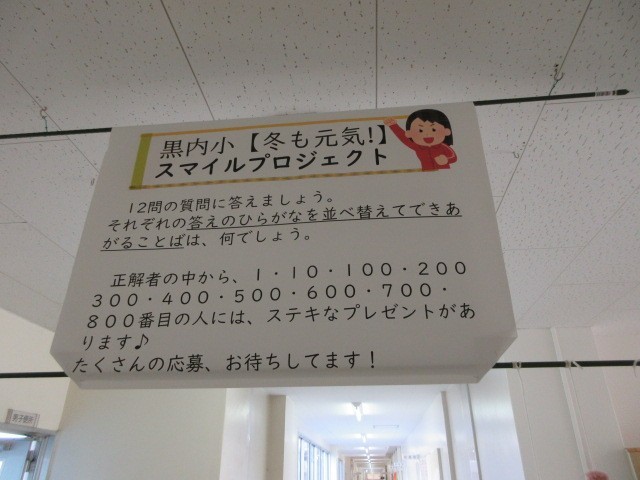 黒内小【冬も元気!】
スマイルプロジェクト
12問の質問に答えましょう。
それぞれの答えのひらがなを並べ替えてできあ
がることばは、何でしょう。
正解者の中から、1・10・100・200
300・400・500・600・700・
800番目の人には、ステキなプレゼントがあ
ります♪
たくさんの応募、お待ちしてます！